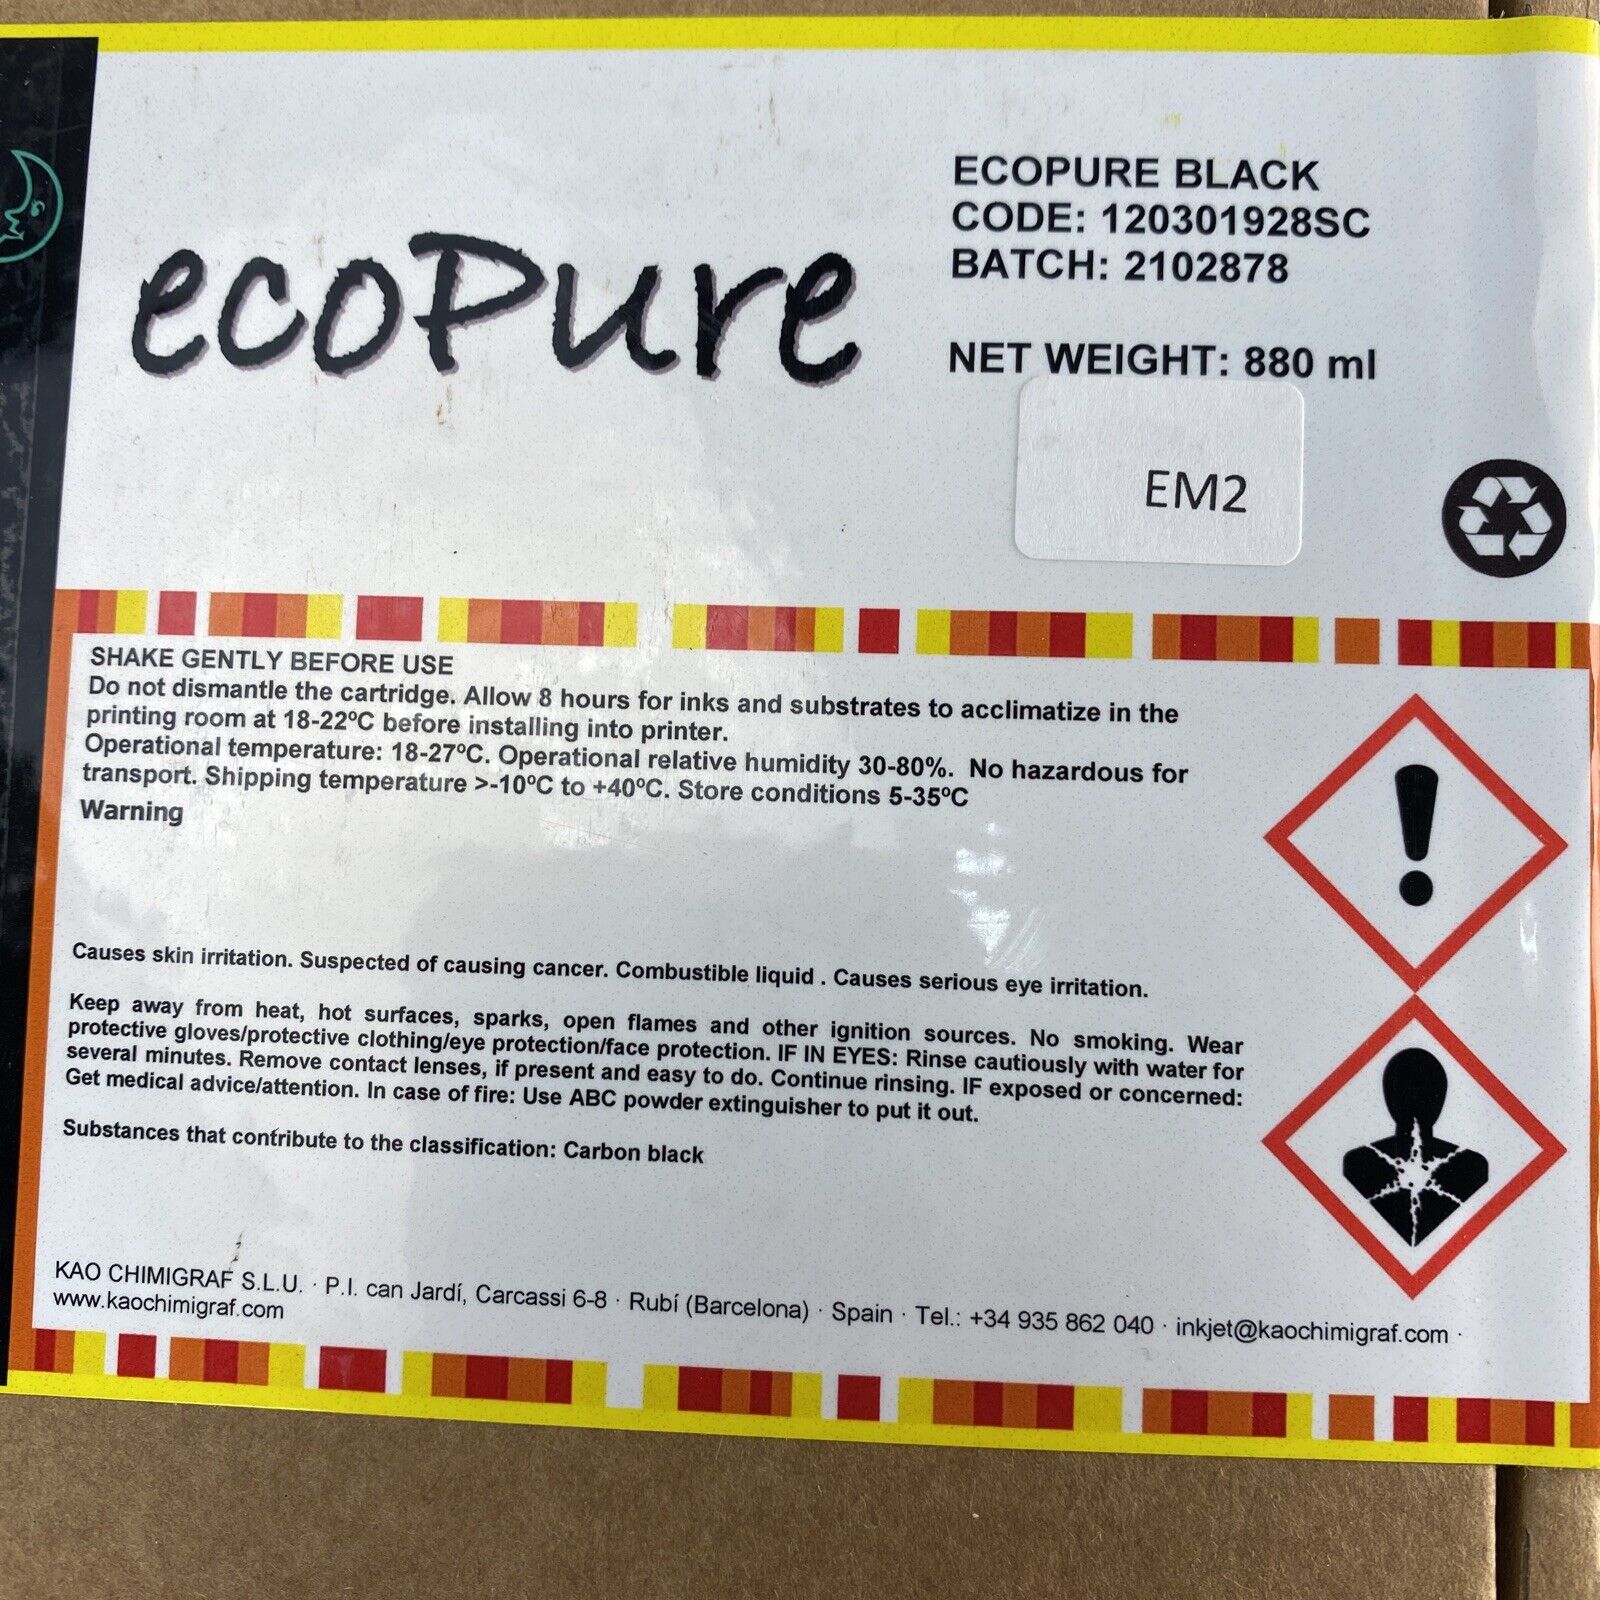 ecoPure
ECOPURE BLACK
CODE: 120301928SC
BATCH: 2102878
NET WEIGHT: 880 ml
EM2
SHAKE GENTLY BEFORE USE
Do not dismantle the cartridge. Allow 8 hours for inks and substrates to acclimatize in the
printing room at 18-22ºC before installing into printer.
Operational temperature: 18-27ºC. Operational relative humidity 30-80%. No hazardous for
transport. Shipping temperature >-10ºC to +40ºC. Store conditions 5-35ºC
Warning
Causes skin irritation. Suspected of causing cancer. Combustible liquid . Causes serious eye irritation.
Keep away from heat, hot surfaces, sparks, open flames and other ignition sources. No smoking. Wear
protective gloves/protective clothing/eye protection/face protection. IF IN EYES: Rinse cautiously with water for
several minutes. Remove contact lenses, if present and easy to do. Continue rinsing. IF exposed or concerned:
Get medical advice/attention. In case of fire: Use ABC powder extinguisher to put it out.
Substances that contribute to the classification: Carbon black
KAO CHIMIGRAF S.L.U. · P.I. can Jardí, Carcassi 6-8 · Rubí (Barcelona) · Spain · Tel.: +34 935 862 040 · inkjet@kaochimigraf.com ·
www.kaochimigraf.com